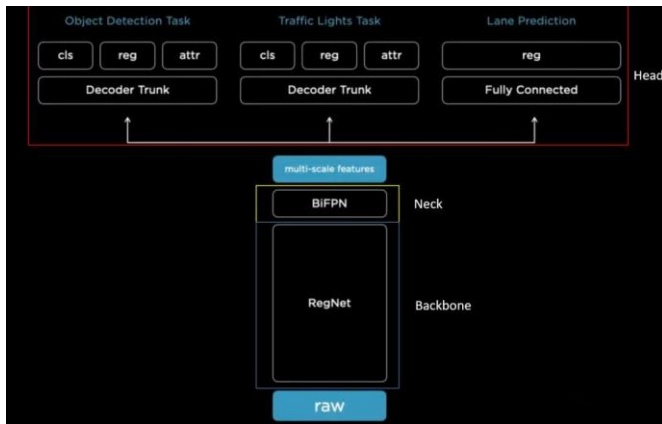 Object Detection Task Traffic Lights Task Lane Prediction
cls reg attr cls reg attr reg
Head
Decoder Trunk Decoder Trunk Fully Connected
multi-scale features
BiFPN Neck
RegNet Backbone
raw